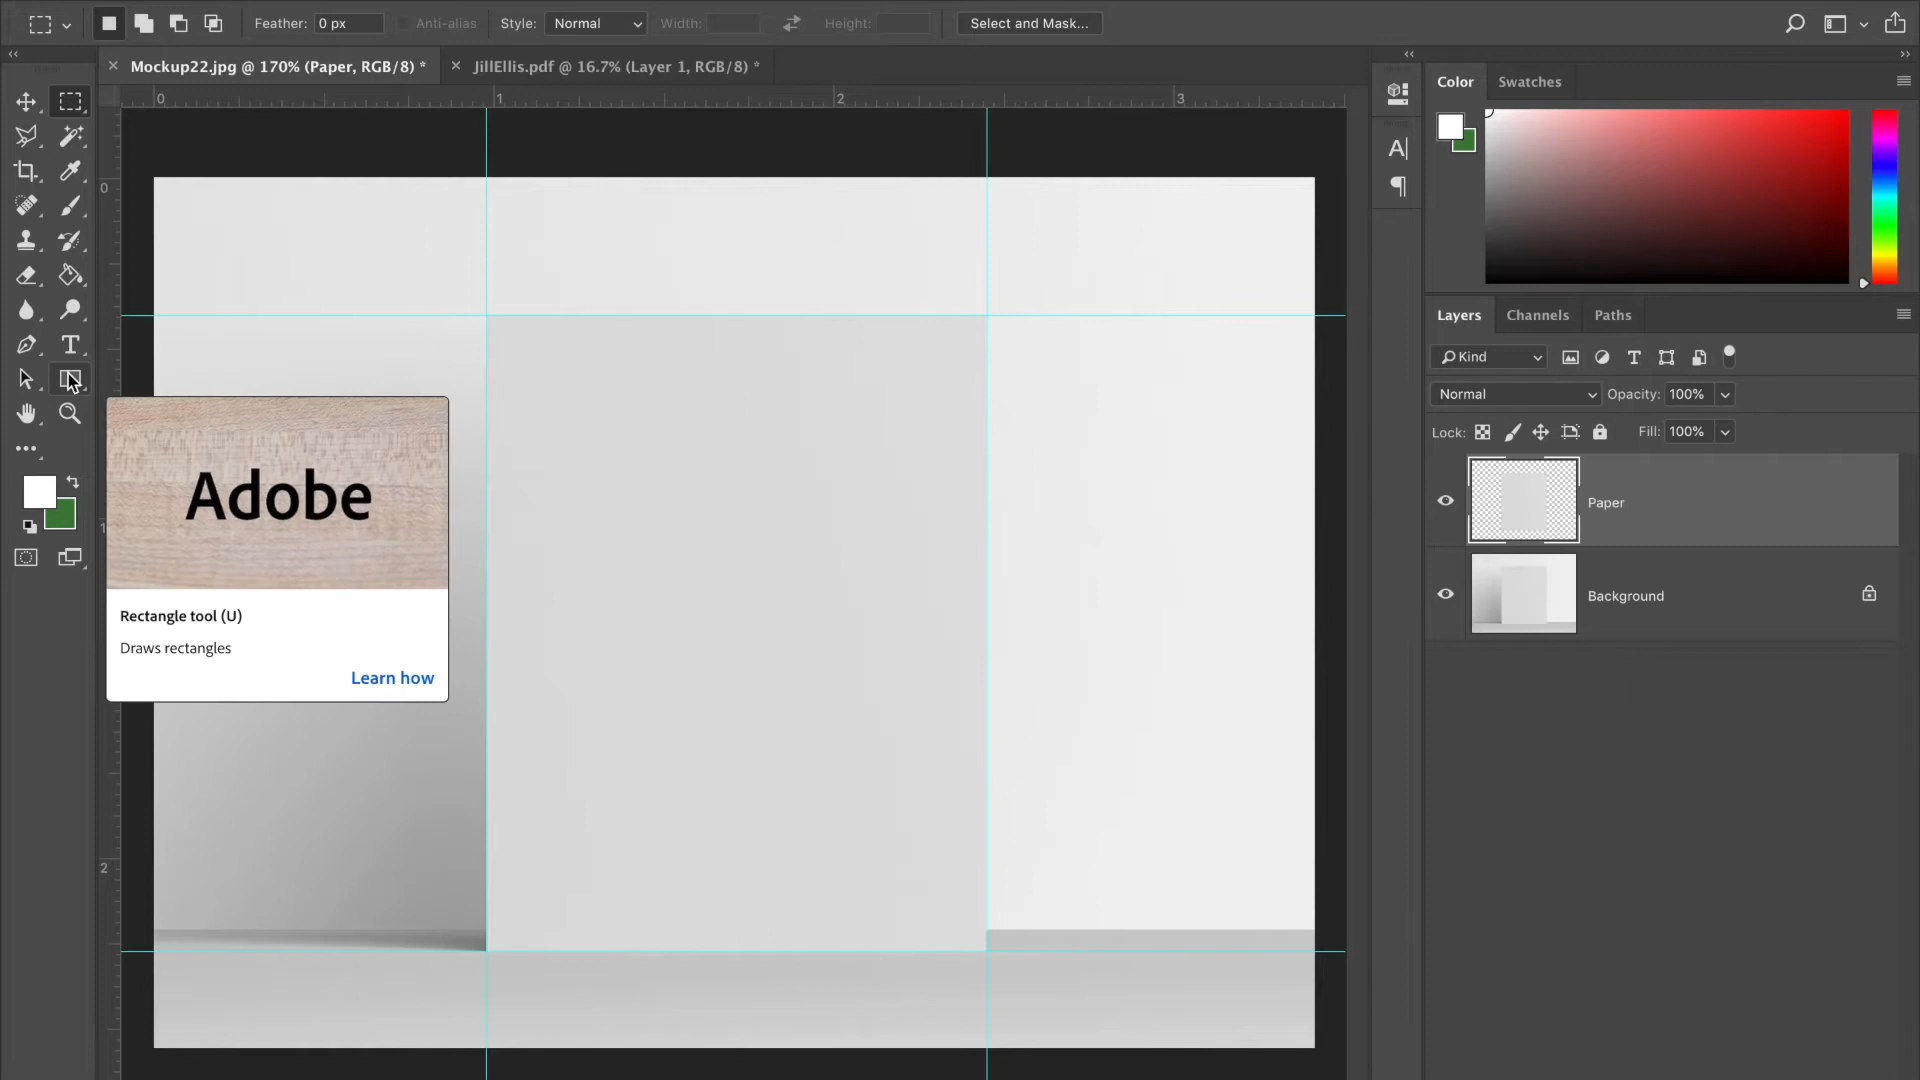 Feather: 0 px Anti-alias Style: Normal Width: Height: Select and Mask...
Mockup22.jpg @ 170% (Paper, RGB/8) *
JillEllis.pdf @ 16.7% (Layer 1, RGB/8) *
0 1 2 3
Color Swatches
0
Layers Channels Paths
Kind
Normal Opacity: 100%
Lock: Fill: 100%
Paper
Adobe
1
Background
Rectangle tool (U)
Draws rectangles
Learn how
2